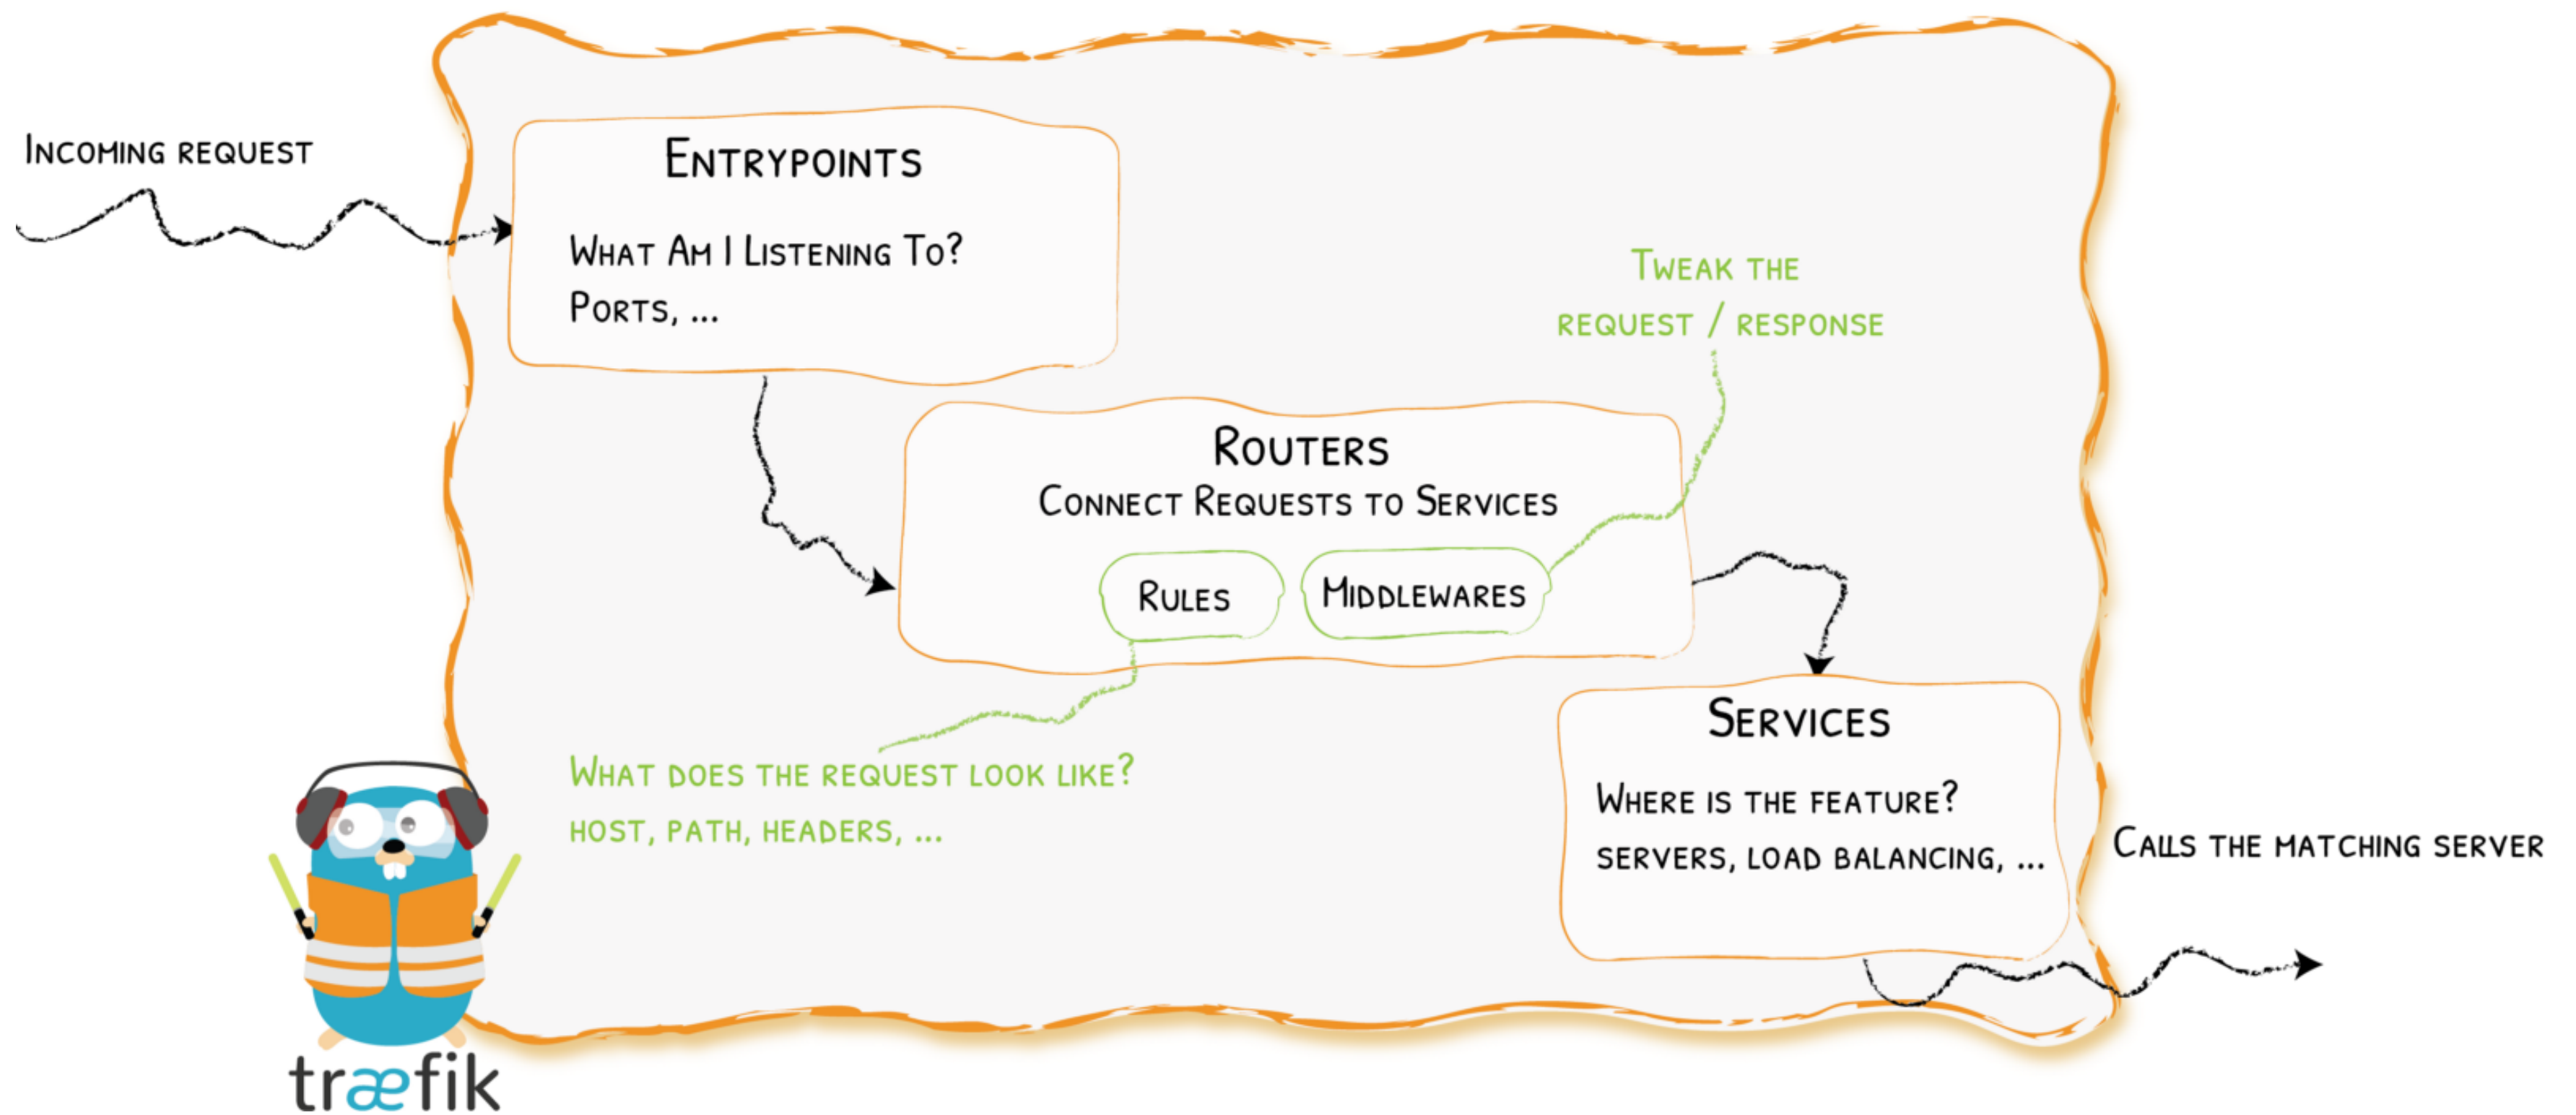 Incoming request
Entrypoints
What Am I Listening To?
Ports, ...
Tweak the
request / response
Routers
Connect Requests to Services
Rules
Middlewares
What does the request look like?
host, path, headers, ...
Services
Where is the feature?
servers, load balancing, ...
Calls the matching server
træfik